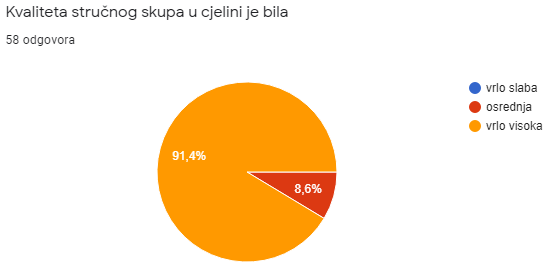 Kvaliteta stručnog skupa u cjelini je bila
58 odgovora
vrlo slaba
osrednja
vrlo visoka
91,4%
8,6%